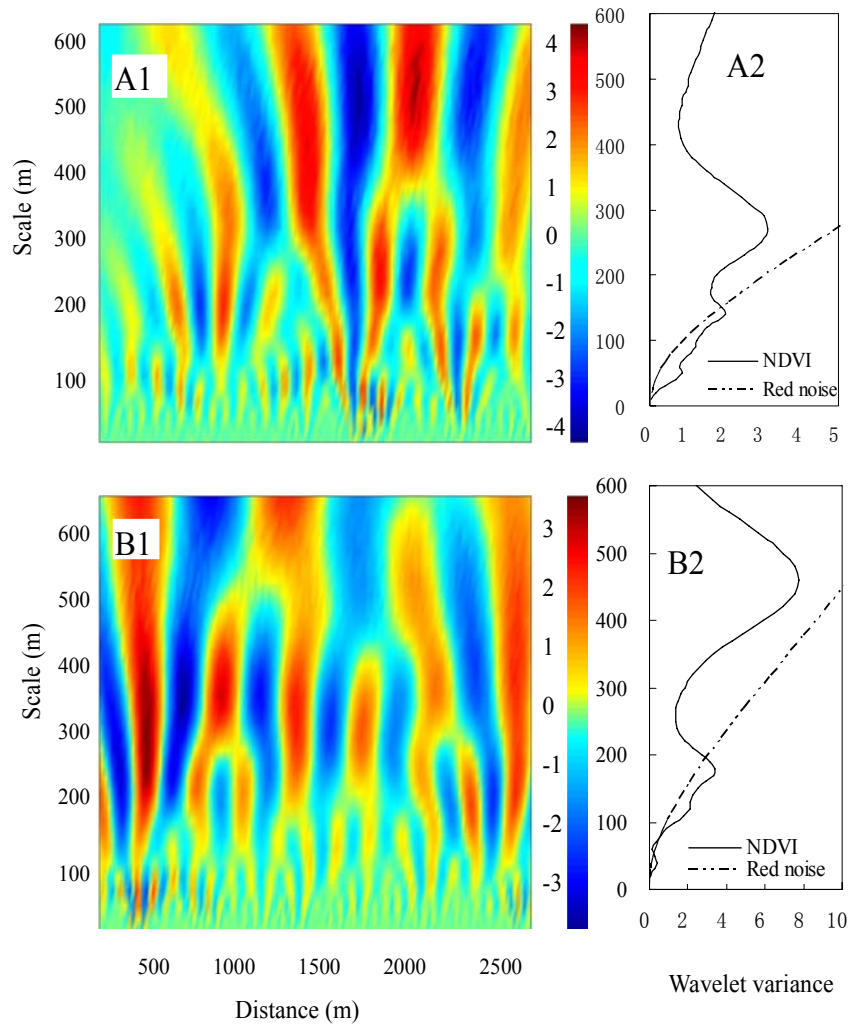 A1
Scale (m)
600
500
400
300
200
100
4
3
2
1
0
-1
-2
-3
-4
A2
600
500
400
300
200
100
0
NDVI
Red noise
0 1 2 3 4 5
B1
Scale (m)
600
500
400
300
200
100
3
2
1
0
-1
-2
-3
500 1000 1500 2000 2500
Distance (m)
B2
600
500
400
300
200
100
0
NDVI
Red noise
0 2 4 6 8 10
Wavelet variance